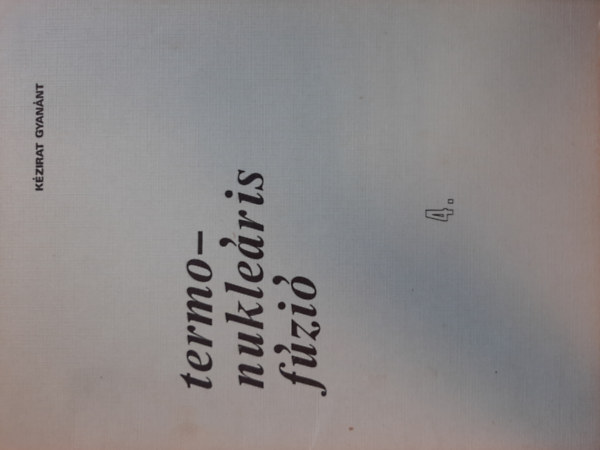 KÉZIRAT GYANÁNT
termo-
nukleáris
fúzió
4.